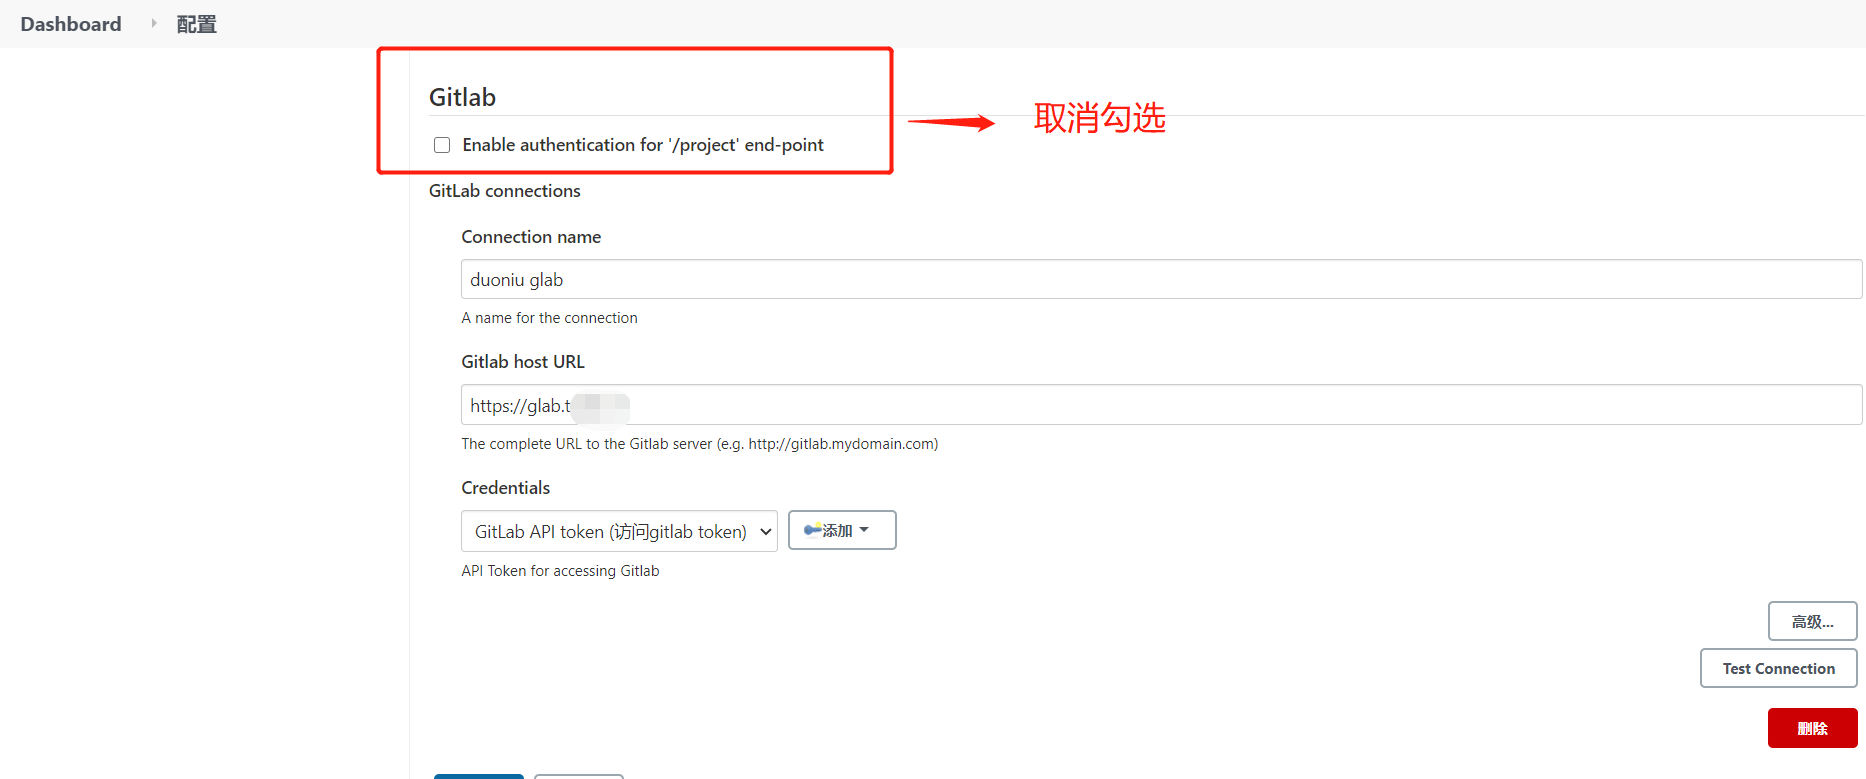 Dashboard 配置
Gitlab
取消勾选
Enable authentication for '/project' end-point
GitLab connections
Connection name
duoniu glab
A name for the connection
Gitlab host URL
https://glab.t
The complete URL to the Gitlab server (e.g. http://gitlab.mydomain.com)
Credentials
GitLab API token (访问gitlab token) 添加
API Token for accessing Gitlab
高级...
Test Connection
删除